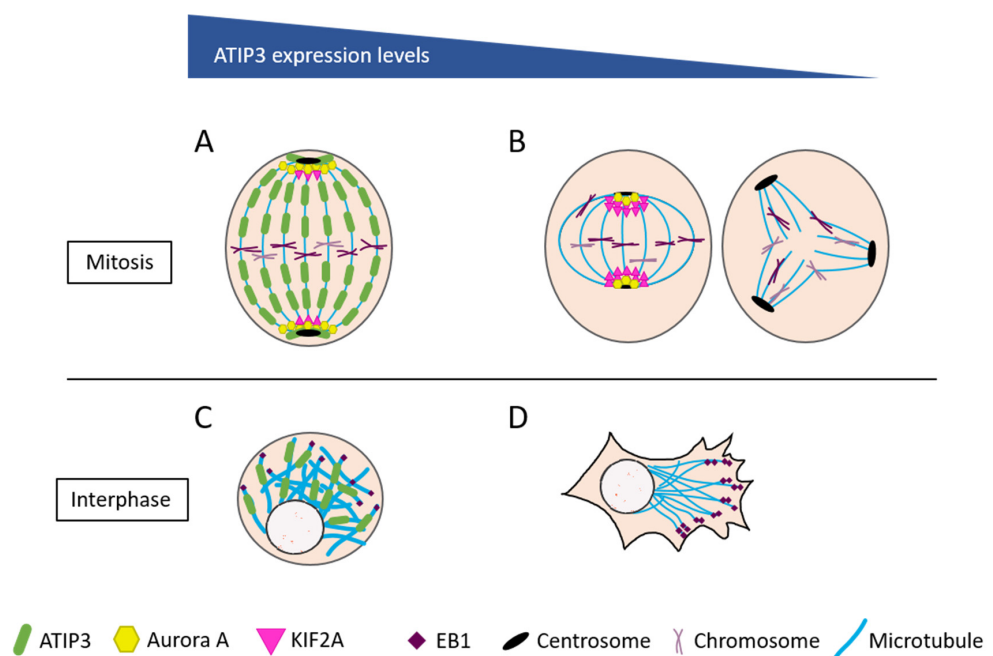 ATIP3 expression levels
A
B
Mitosis
C
D
Interphase
ATIP3 Aurora A KIF2A EB1 Centrosome Chromosome Microtubule